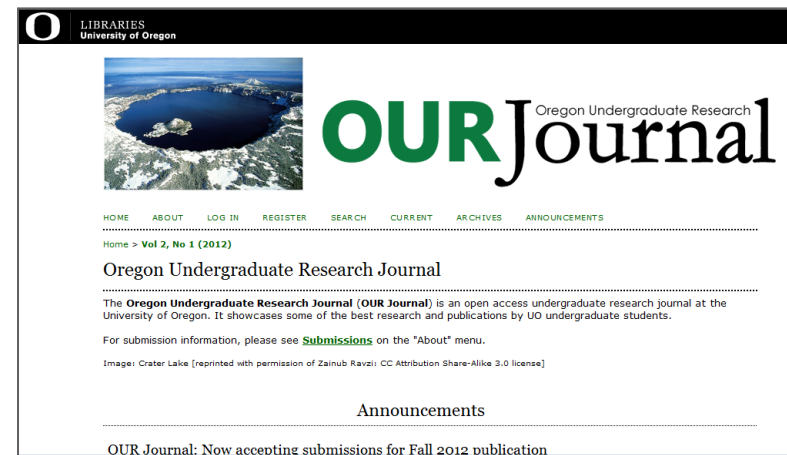 O LIBRARIES
University of Oregon
OUR Journal
Oregon Undergraduate Research
HOME ABOUT LOG IN REGISTER SEARCH CURRENT ARCHIVES ANNOUNCEMENTS
Home > Vol 2, No 1 (2012)
Oregon Undergraduate Research Journal
The Oregon Undergraduate Research Journal (OUR Journal) is an open access undergraduate research journal at the
University of Oregon. It showcases some of the best research and publications by UO undergraduate students.
For submission information, please see Submissions on the "About" menu.
Image: Crater Lake [reprinted with permission of Zainub Ravzi: CC Attribution Share-Alike 3.0 license]
Announcements
OUR Journal: Now accepting submissions for Fall 2012 publication